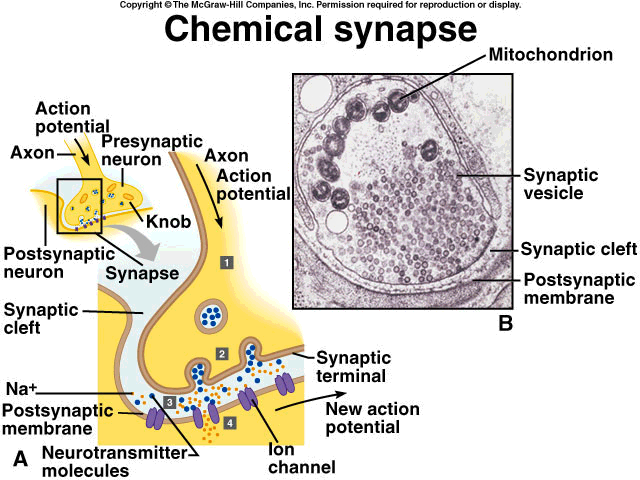 Copyright © The McGraw-Hill Companies, Inc. Permission required for reproduction or display.
Chemical synapse
Mitochondrion
Action
potential
Presynaptic
neuron
Axon
Axon
Action
potential
Synaptic
vesicle
Knob
Postsynaptic
neuron
Synapse
Synaptic cleft
1
Postsynaptic
membrane
Synaptic
cleft
B
2
Synaptic
terminal
Na+
3
Postsynaptic
membrane
4
New action
potential
A
Neurotransmitter
molecules
Ion
channel